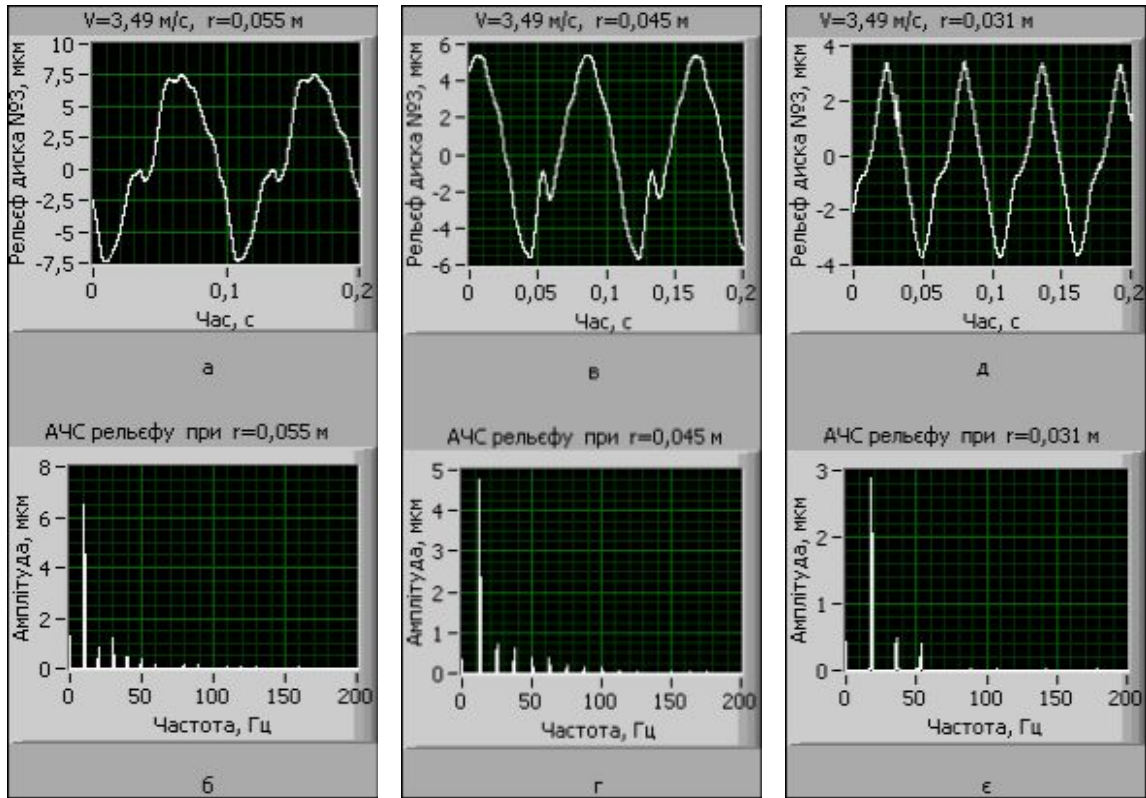 V=3,49 м/с, r=0,055 м
Рельєф диска №3, мкм
10
7,5
5
2,5
0
-2,5
-5
-7,5
0 0,1 0,2
Час, с
а
АЧС рельєфу при r=0,055 м
Амплітуда, мкм
8
6
4
2
0
0 50 100 150 200
Частота, Гц
б
V=3,49 м/с, r=0,045 м
Рельєф диска №3, мкм
6
4
2
0
-2
-4
-6
0 0,05 0,1 0,15 0,2
Час, с
в
АЧС рельєфу при r=0,045 м
Амплітуда, мкм
5
4
3
2
1
0
0 50 100 150 200
Частота, Гц
г
V=3,49 м/с, r=0,031 м
Рельєф диска №3, мкм
4
2
0
-2
-4
0 0,05 0,1 0,15 0,2
Час, с
д
АЧС рельєфу при r=0,031 м
Амплітуда, мкм
3
2
1
0
0 50 100 150 200
Частота, Гц
є